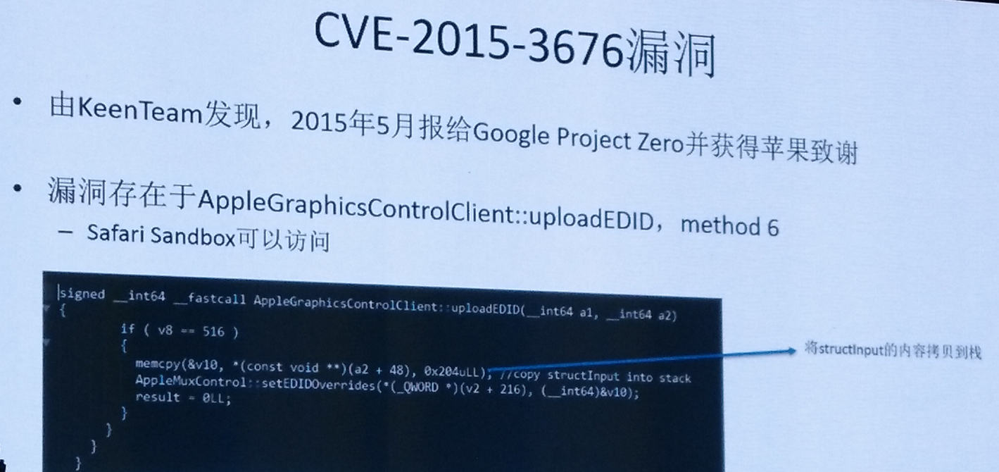 CVE-2015-3676漏洞
• 由KeenTeam发现，2015年5月报给Google Project Zero并获得苹果致谢
• 漏洞存在于AppleGraphicsControlClient::uploadEDID，method 6
– Safari Sandbox可以访问
signed __int64 __fastcall AppleGraphicsControlClient::uploadEDID(__int64 a1, __int64 a2)
{
if ( v8 == 516 )
{
memcpy(&v10, *(const void **)(a2 + 48), 0x204uLL); //copy structInput into stack
AppleMuxControl::setEDIDOverrides(*(_QWORD *)(v2 + 216), (__int64)&v10);
result = 0LL;
}
}
}
}
将structInput的内容拷贝到栈